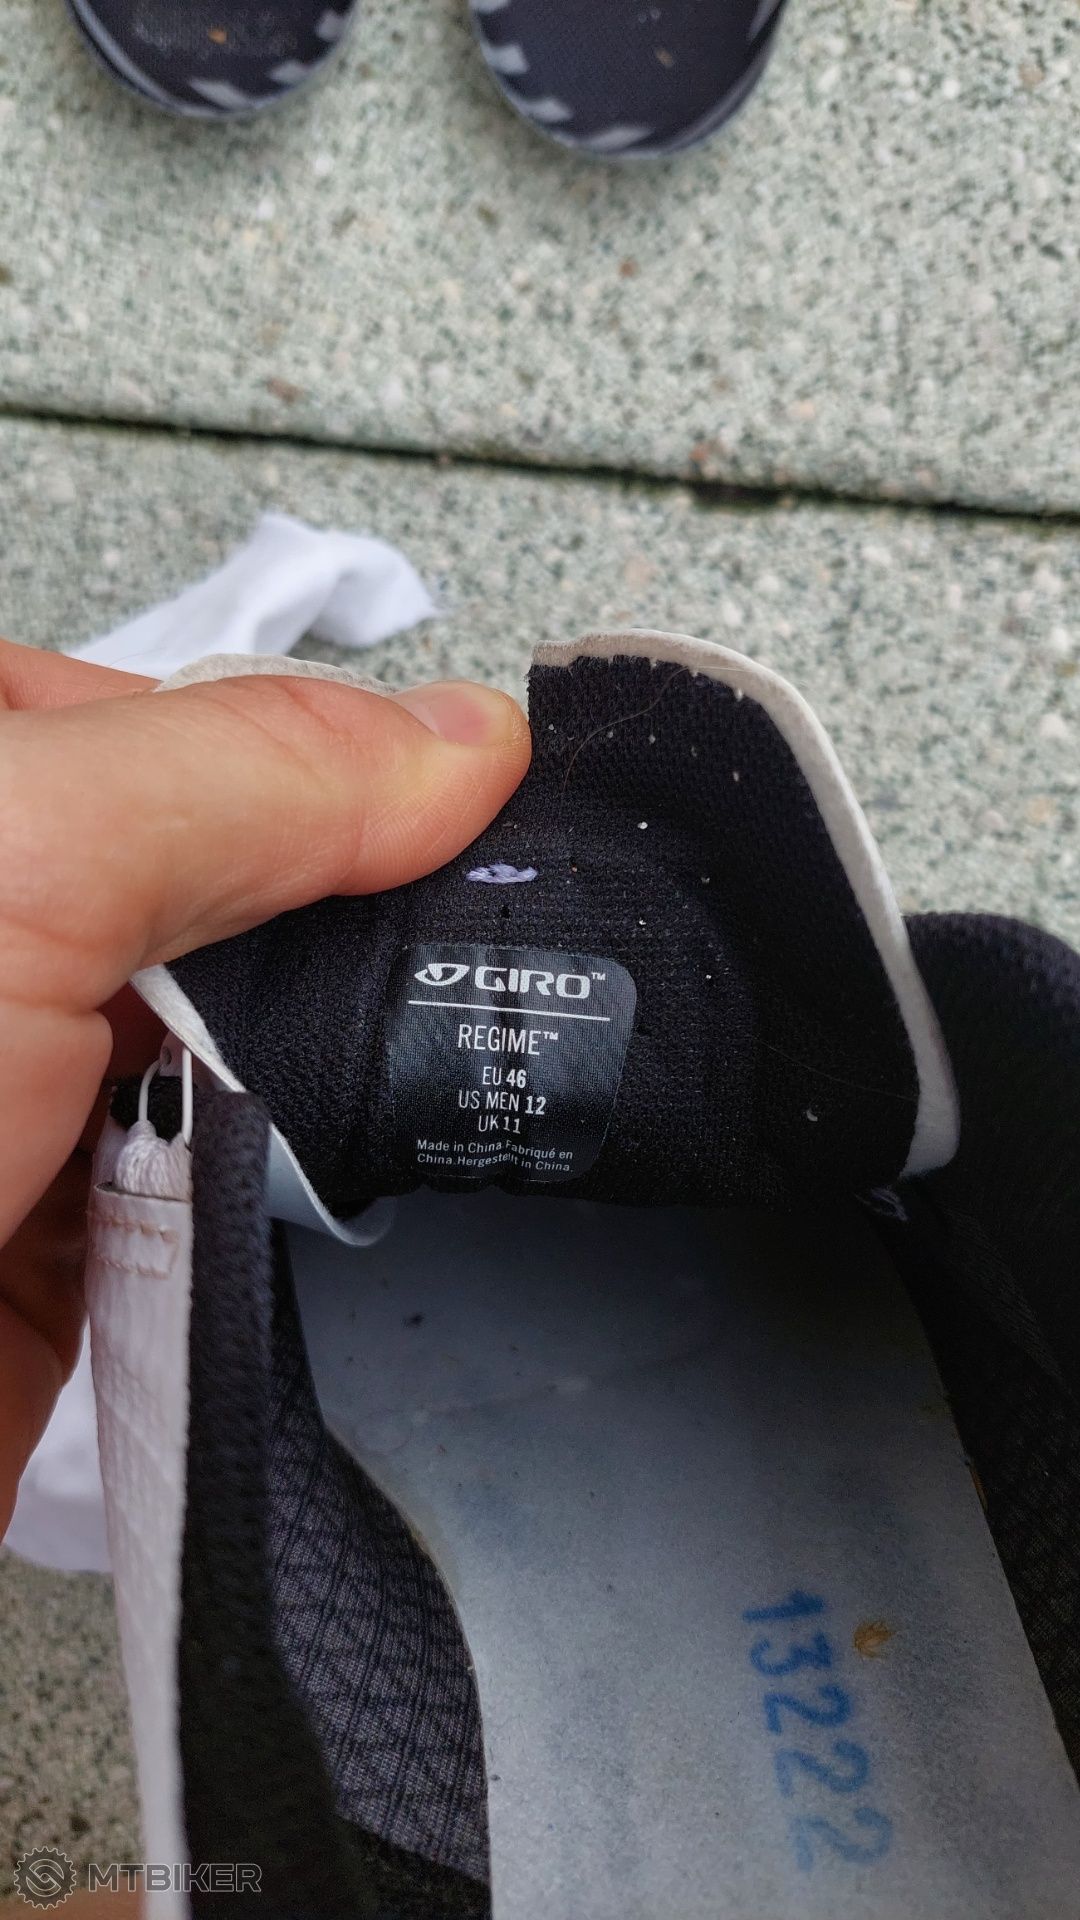 GIRO™
REGIME™
EU 46
US MEN 12
UK 11
Made in China.Fabriqué en
China.Hergestellt in China.
13222
MTBIKER